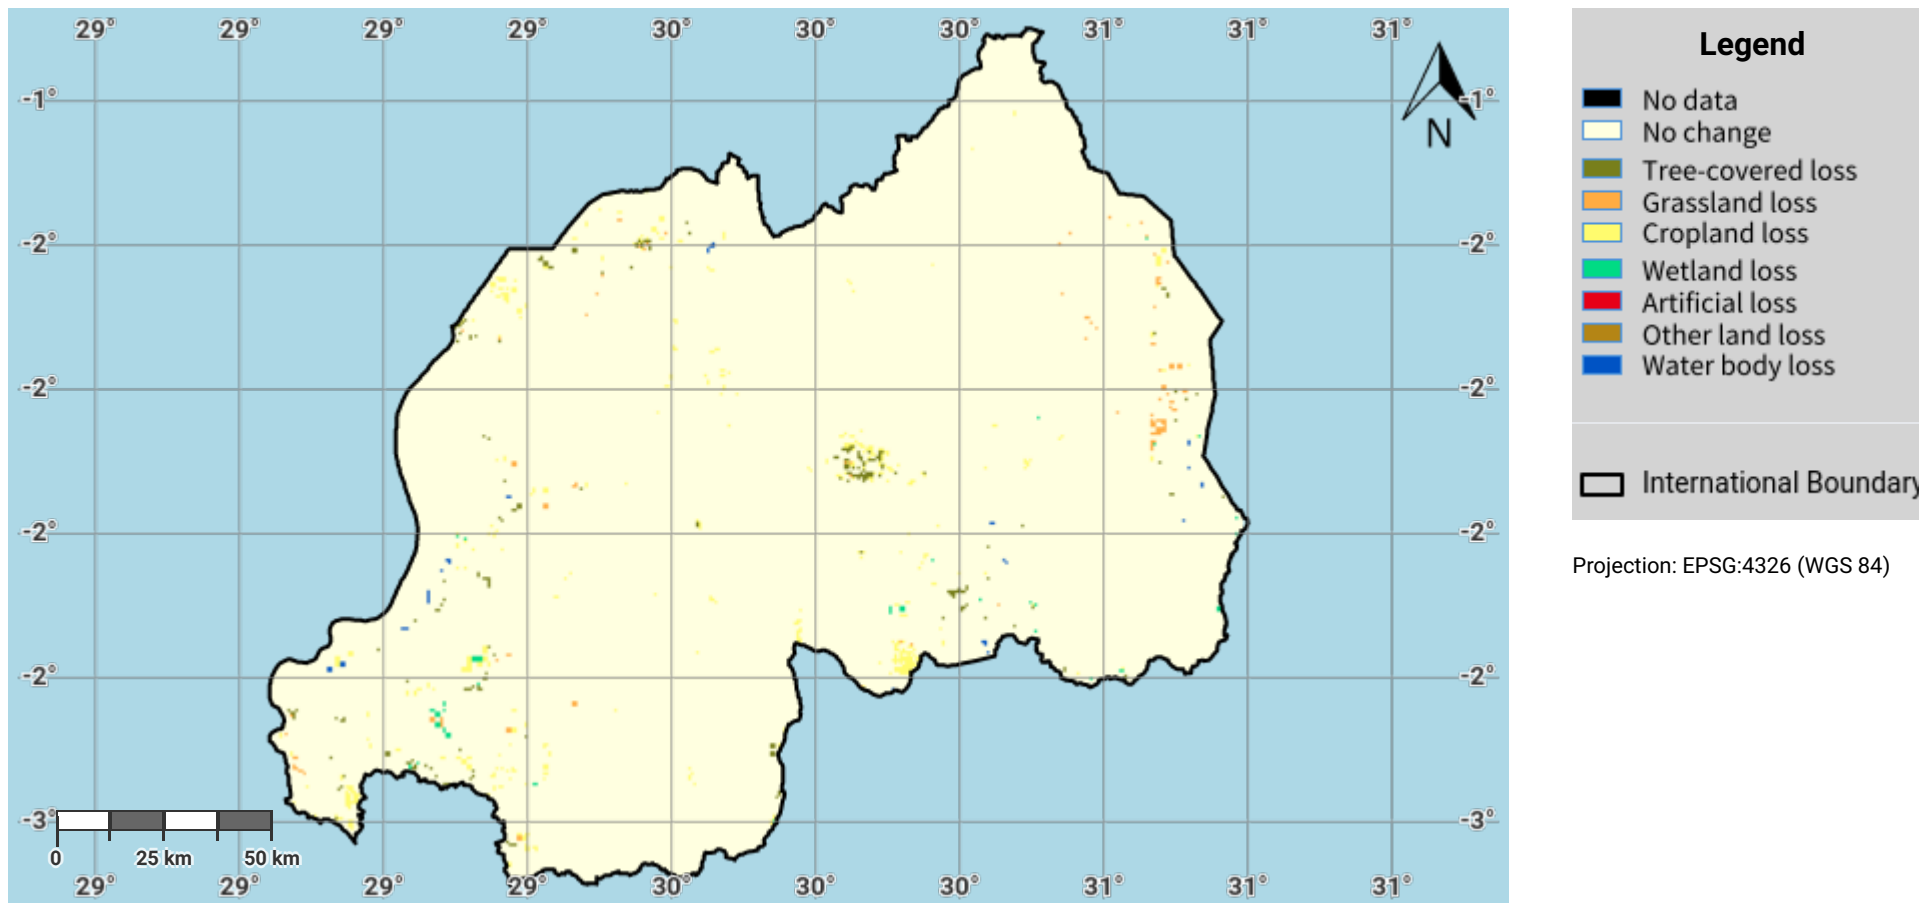 29° 29° 29° 29° 30° 30° 30° 31° 31° 31°
-1° -1°
N
-2° -2°
-2° -2°
-2° -2°
-2° -2°
-3° -3°
0 25 km 50 km
29° 29° 29° 29° 30° 30° 30° 31° 31° 31°
Legend
No data
No change
Tree-covered loss
Grassland loss
Cropland loss
Wetland loss
Artificial loss
Other land loss
Water body loss
International Boundary
Projection: EPSG:4326 (WGS 84)